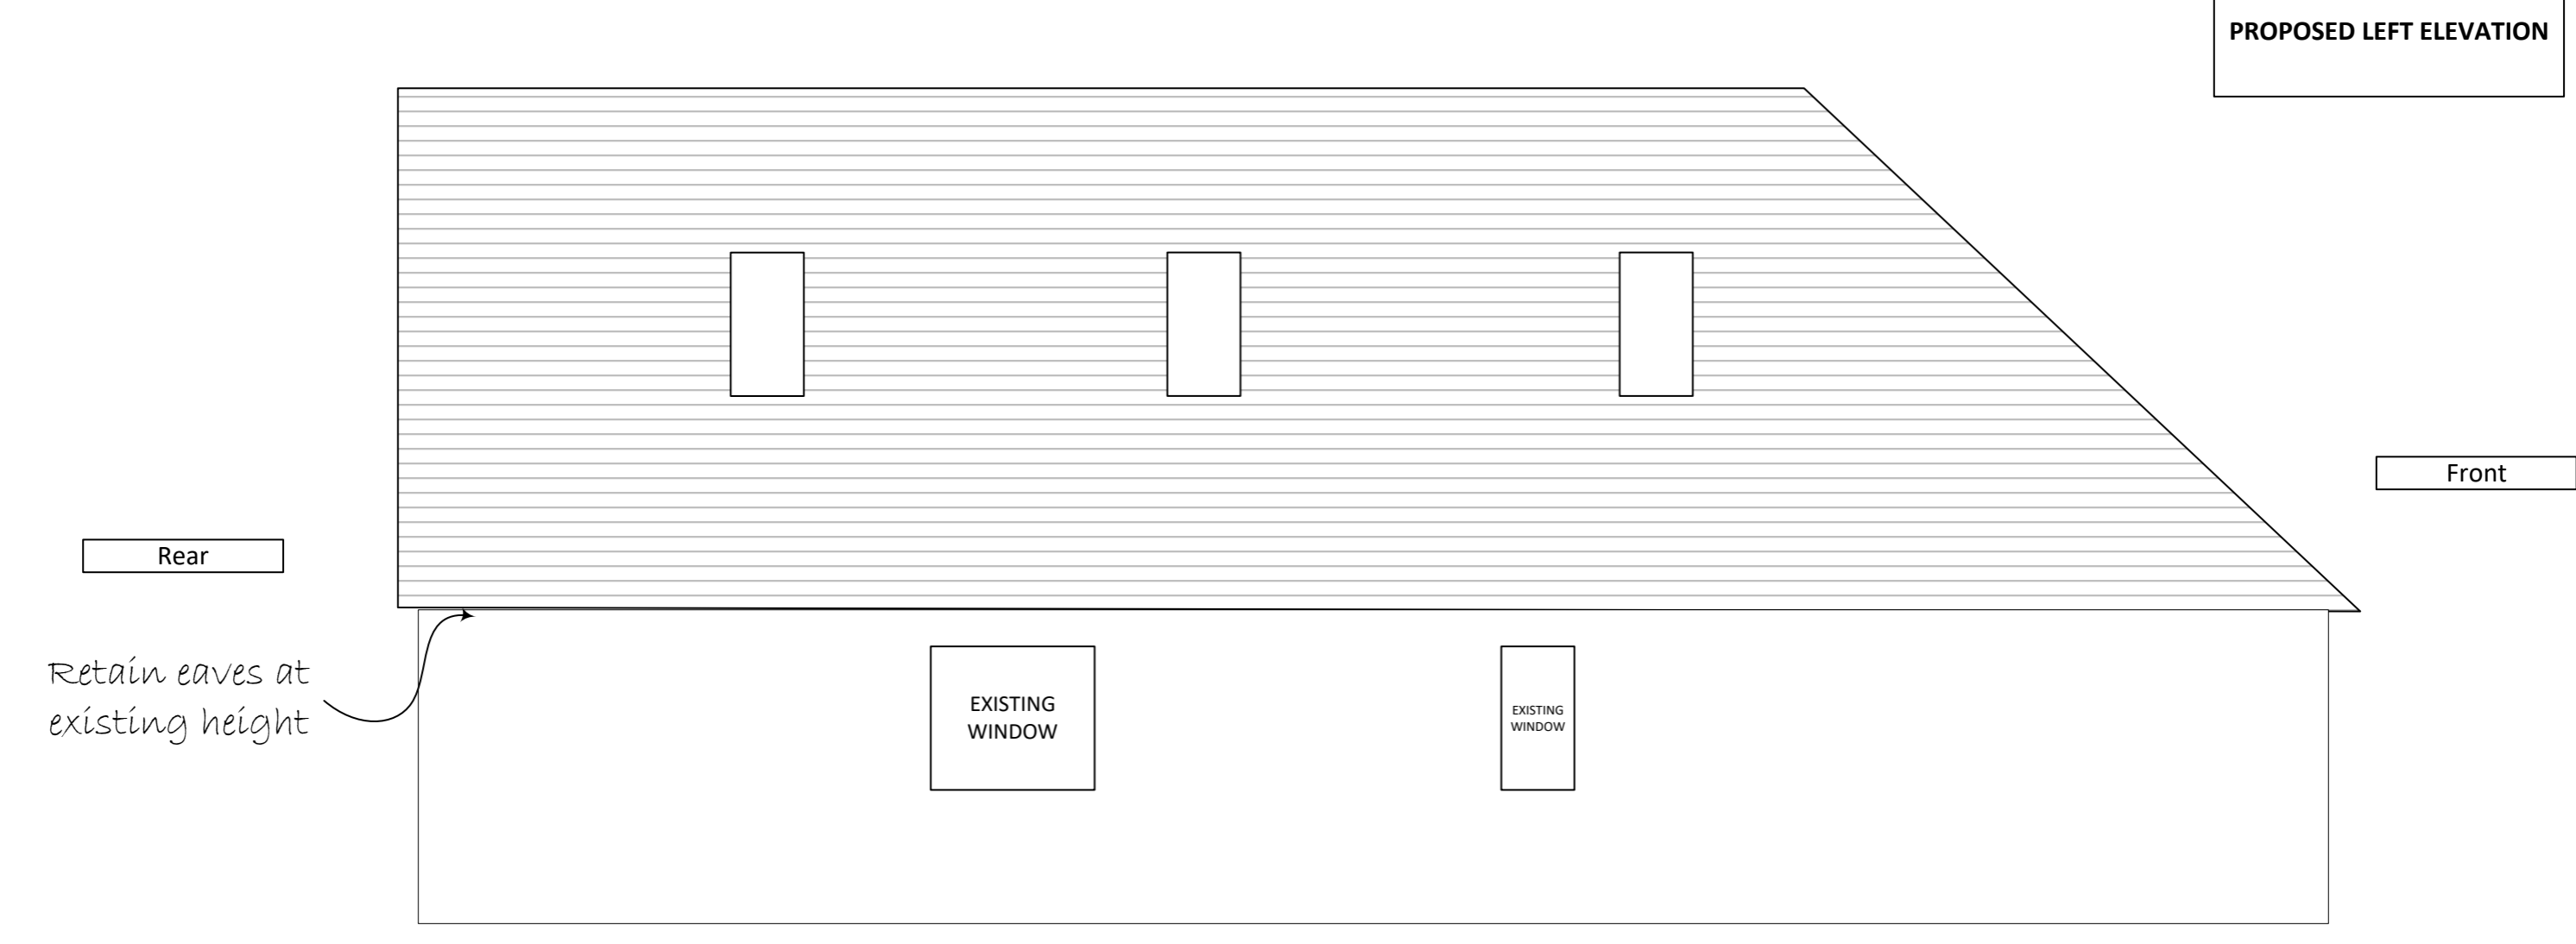 PROPOSED LEFT ELEVATION
Front
Rear
Retain eaves at
existing height
EXISTING
WINDOW
EXISTING
WINDOW